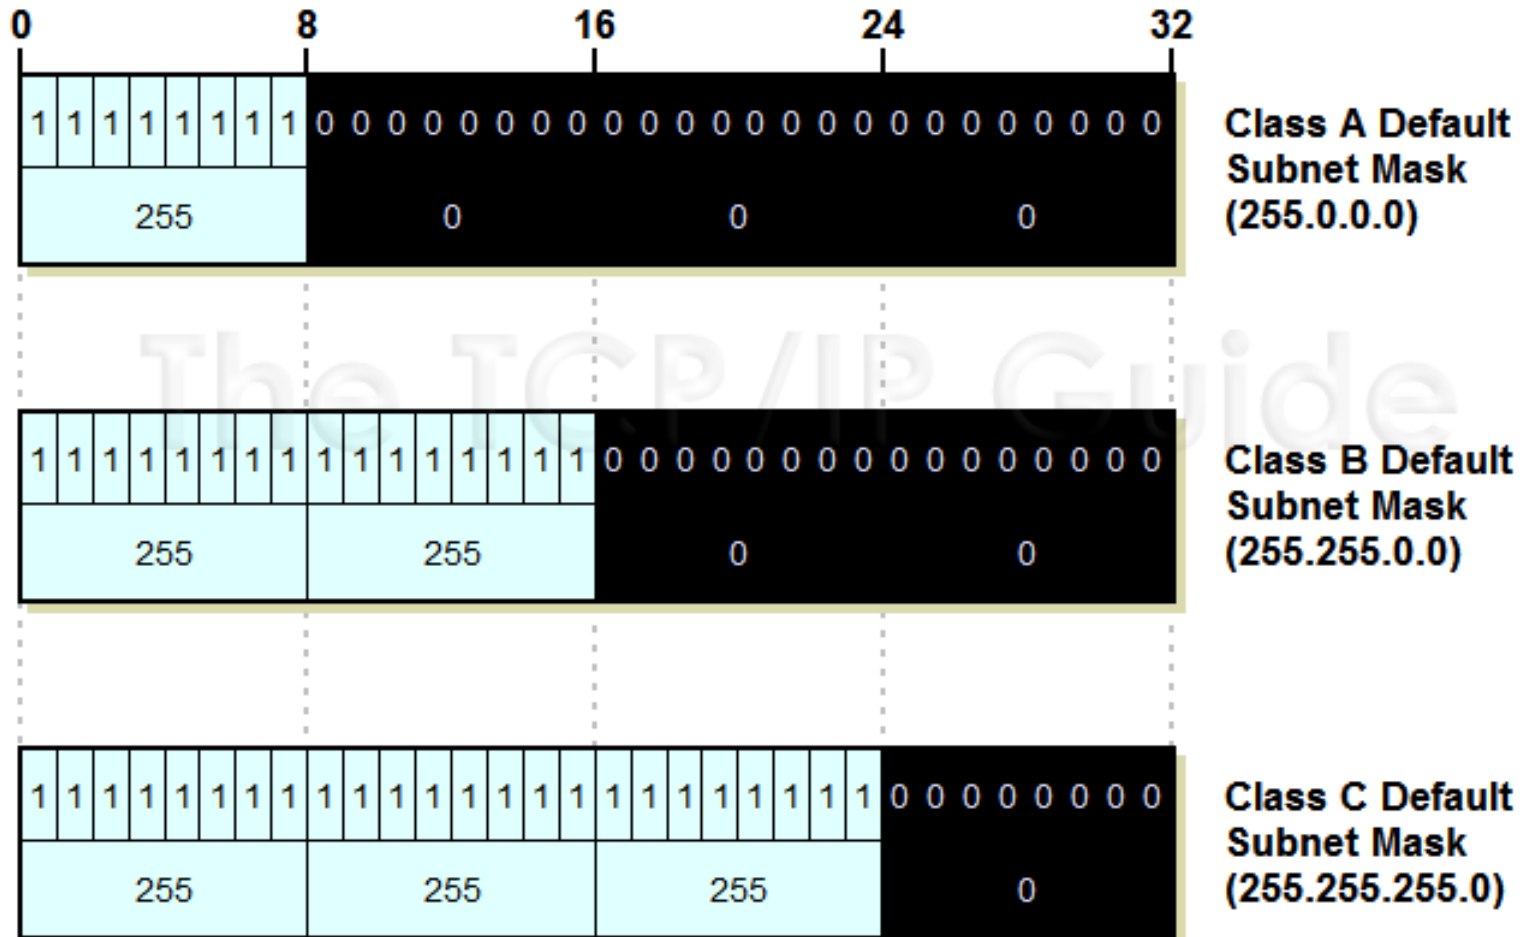 0 8 16 24 32
1 1 1 1 1 1 1 1 0 0 0 0 0 0 0 0 0 0 0 0 0 0 0 0 0 0 0 0 0 0 0 0
255 0 0 0
Class A Default
Subnet Mask
(255.0.0.0)
The TCP/IP Guide
1 1 1 1 1 1 1 1 1 1 1 1 1 1 1 1 0 0 0 0 0 0 0 0 0 0 0 0 0 0 0 0
255 255 0 0
Class B Default
Subnet Mask
(255.255.0.0)
1 1 1 1 1 1 1 1 1 1 1 1 1 1 1 1 1 1 1 1 1 1 1 1 0 0 0 0 0 0 0 0
255 255 255 0
Class C Default
Subnet Mask
(255.255.255.0)